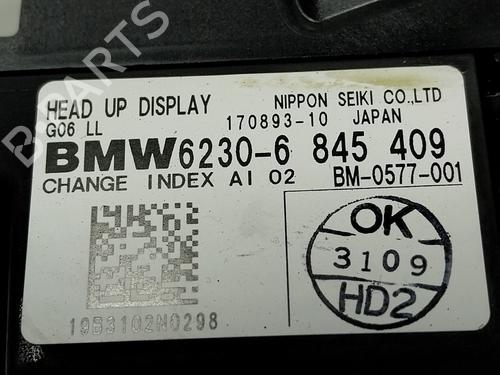 HEAD UP DISPLAY NIPPON SEIKI CO.,LTD
G06 LL 170893-10 JAPAN
BMW 6230-6 845 409
CHANGE INDEX AI 02 BM-0577-001
OK
3109
HD2
19B3102N0298
B-PARTS